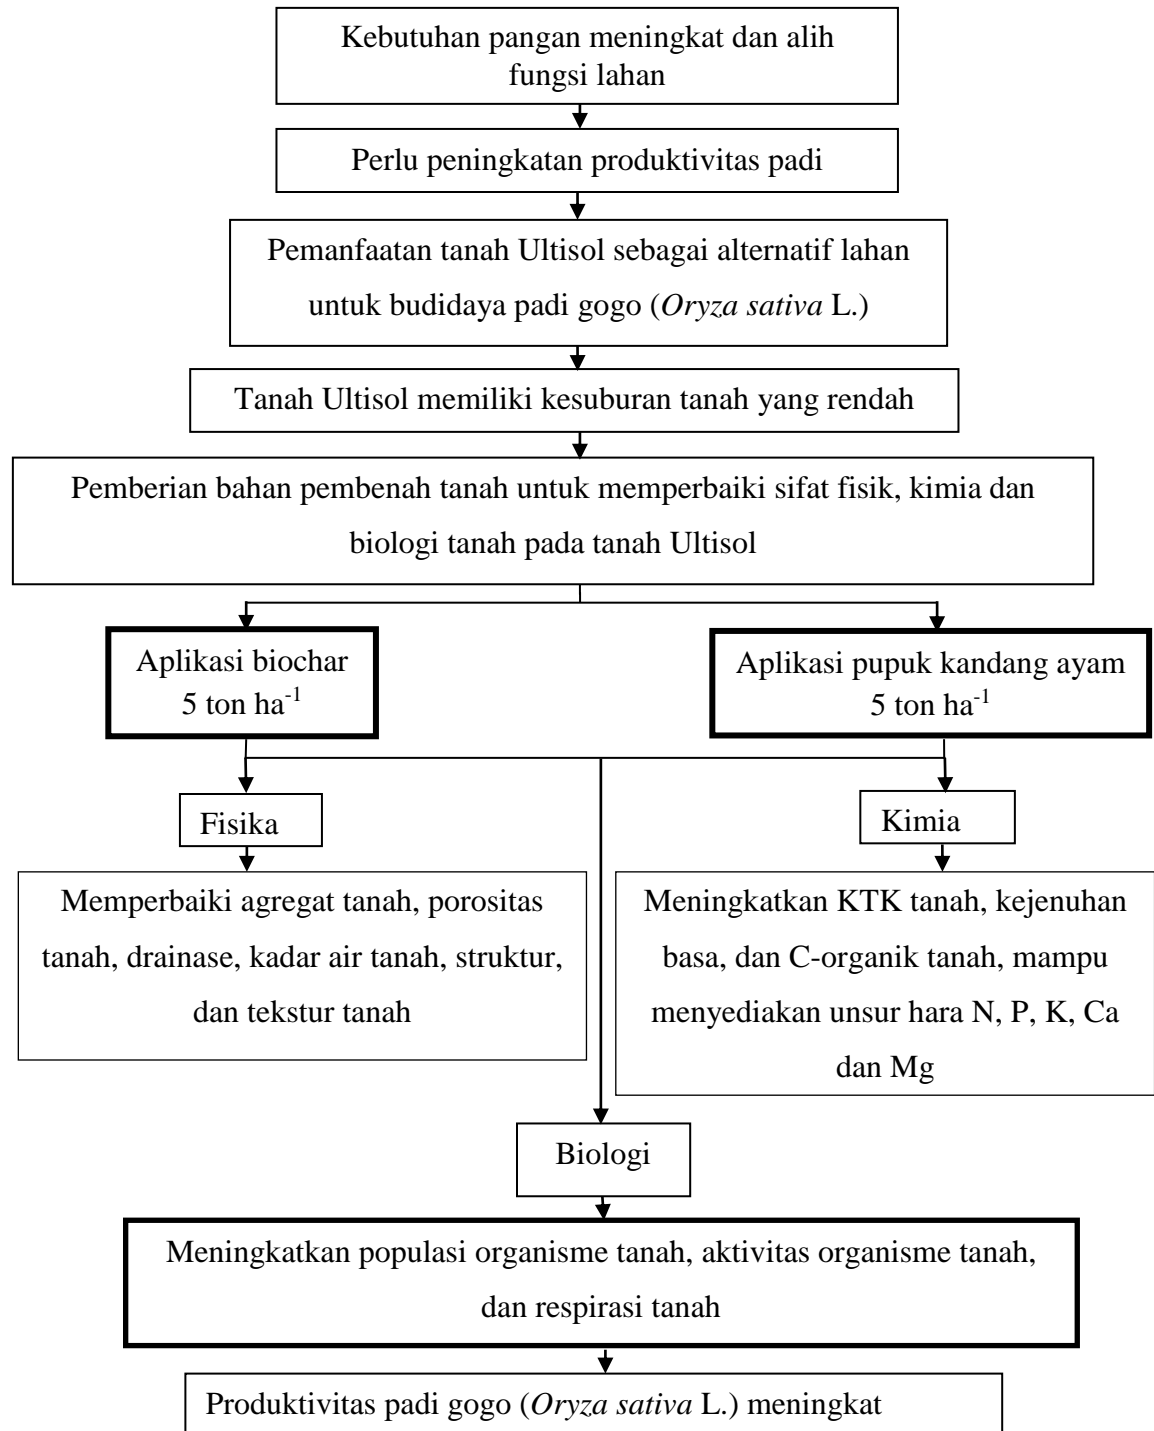 Kebutuhan pangan meningkat dan alih
fungsi lahan
Perlu peningkatan produktivitas padi
Pemanfaatan tanah Ultisol sebagai alternatif lahan
untuk budidaya padi gogo (Oryza sativa L.)
Tanah Ultisol memiliki kesuburan tanah yang rendah
Pemberian bahan pembenah tanah untuk memperbaiki sifat fisik, kimia dan
biologi tanah pada tanah Ultisol
Aplikasi biochar
5 ton ha⁻¹
Aplikasi pupuk kandang ayam
5 ton ha⁻¹
Fisika
Kimia
Memperbaiki agregat tanah, porositas
tanah, drainase, kadar air tanah, struktur,
dan tekstur tanah
Meningkatkan KTK tanah, kejenuhan
basa, dan C-organik tanah, mampu
menyediakan unsur hara N, P, K, Ca
dan Mg
Biologi
Meningkatkan populasi organisme tanah, aktivitas organisme tanah,
dan respirasi tanah
Produktivitas padi gogo (Oryza sativa L.) meningkat